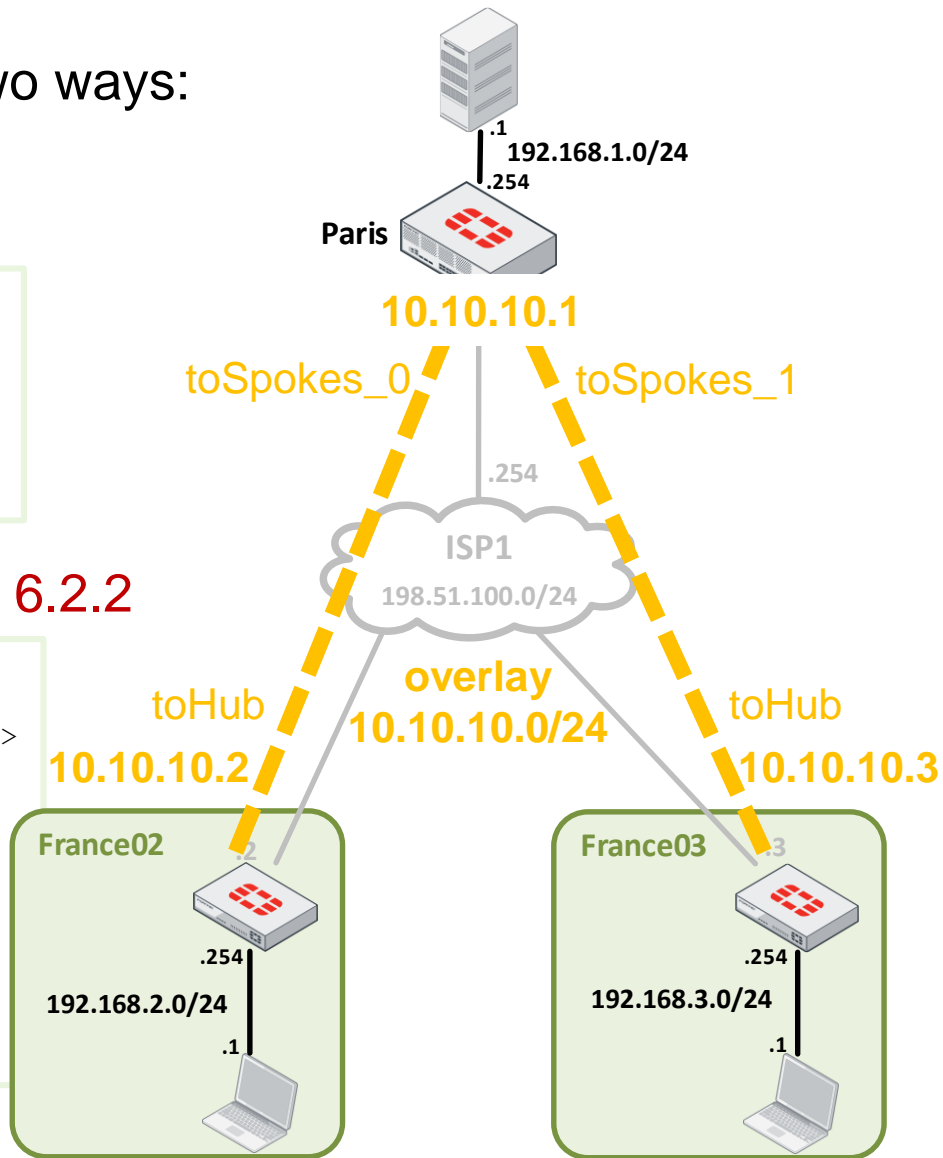 wo ways:
.1
192.168.1.0/24
.254
Paris
10.10.10.1
toSpokes_0
toSpokes_1
.254
ISP1
198.51.100.0/24
6.2.2
overlay
10.10.10.0/24
toHub
toHub
>
10.10.10.2
10.10.10.3
France02
.2
France03
.3
.254
.254
192.168.2.0/24
192.168.3.0/24
.1
.1